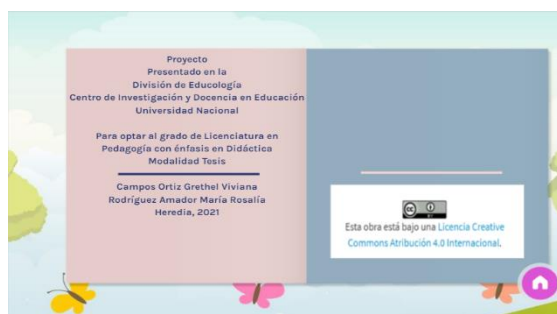 Proyecto
Presentado en la
División de Educología
Centro de Investigación y Docencia en Educación
Universidad Nacional
Para optar al grado de Licenciatura en
Pedagogía con énfasis en Didáctica
Modalidad Tesis
Campos Ortiz Grethel Viviana
Rodríguez Amador María Rosalía
Heredia, 2021
cc
BY
Esta obra está bajo una Licencia Creative
Commons Atribución 4.0 Internacional.